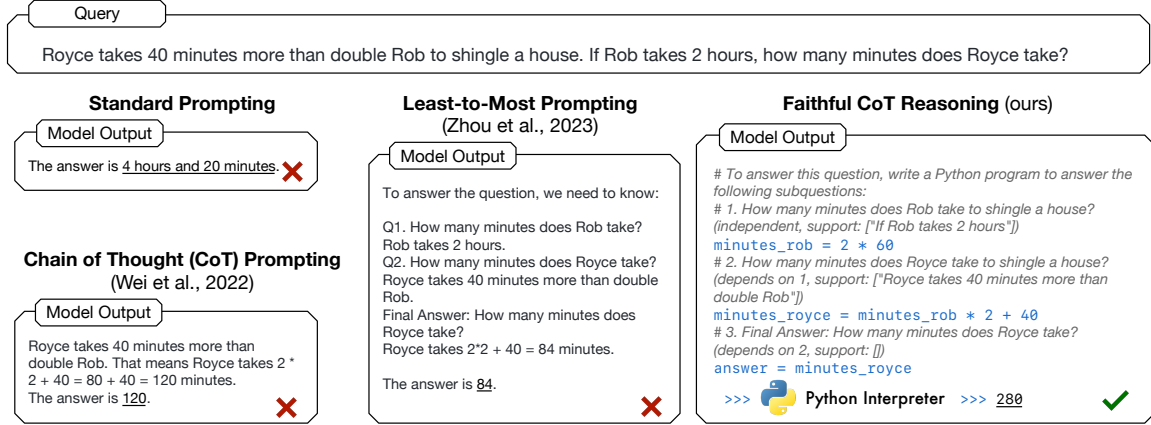 Query
Royce takes 40 minutes more than double Rob to shingle a house. If Rob takes 2 hours, how many minutes does Royce take?
Standard Prompting
Model Output
The answer is 4 hours and 20 minutes.
Chain of Thought (CoT) Prompting
(Wei et al., 2022)
Model Output
Royce takes 40 minutes more than
double Rob. That means Royce takes 2 *
2 + 40 = 80 + 40 = 120 minutes.
The answer is 120.
Least-to-Most Prompting
(Zhou et al., 2023)
Model Output
To answer the question, we need to know:
Q1. How many minutes does Rob take?
Rob takes 2 hours.
Q2. How many minutes does Royce take?
Royce takes 40 minutes more than double
Rob.
Final Answer: How many minutes does
Royce take?
Royce takes 2*2 + 40 = 84 minutes.
The answer is 84.
Faithful CoT Reasoning (ours)
Model Output
# To answer this question, write a Python program to answer the
following subquestions:
# 1. How many minutes does Rob take to shingle a house?
(independent, support: ["If Rob takes 2 hours"])
minutes_rob = 2 * 60
# 2. How many minutes does Royce take to shingle a house?
(depends on 1, support: ["Royce takes 40 minutes more than
double Rob"])
minutes_royce = minutes_rob * 2 + 40
# 3. Final Answer: How many minutes does Royce take?
(depends on 2, support: [])
answer = minutes_royce
>>> Python Interpreter >>> 280